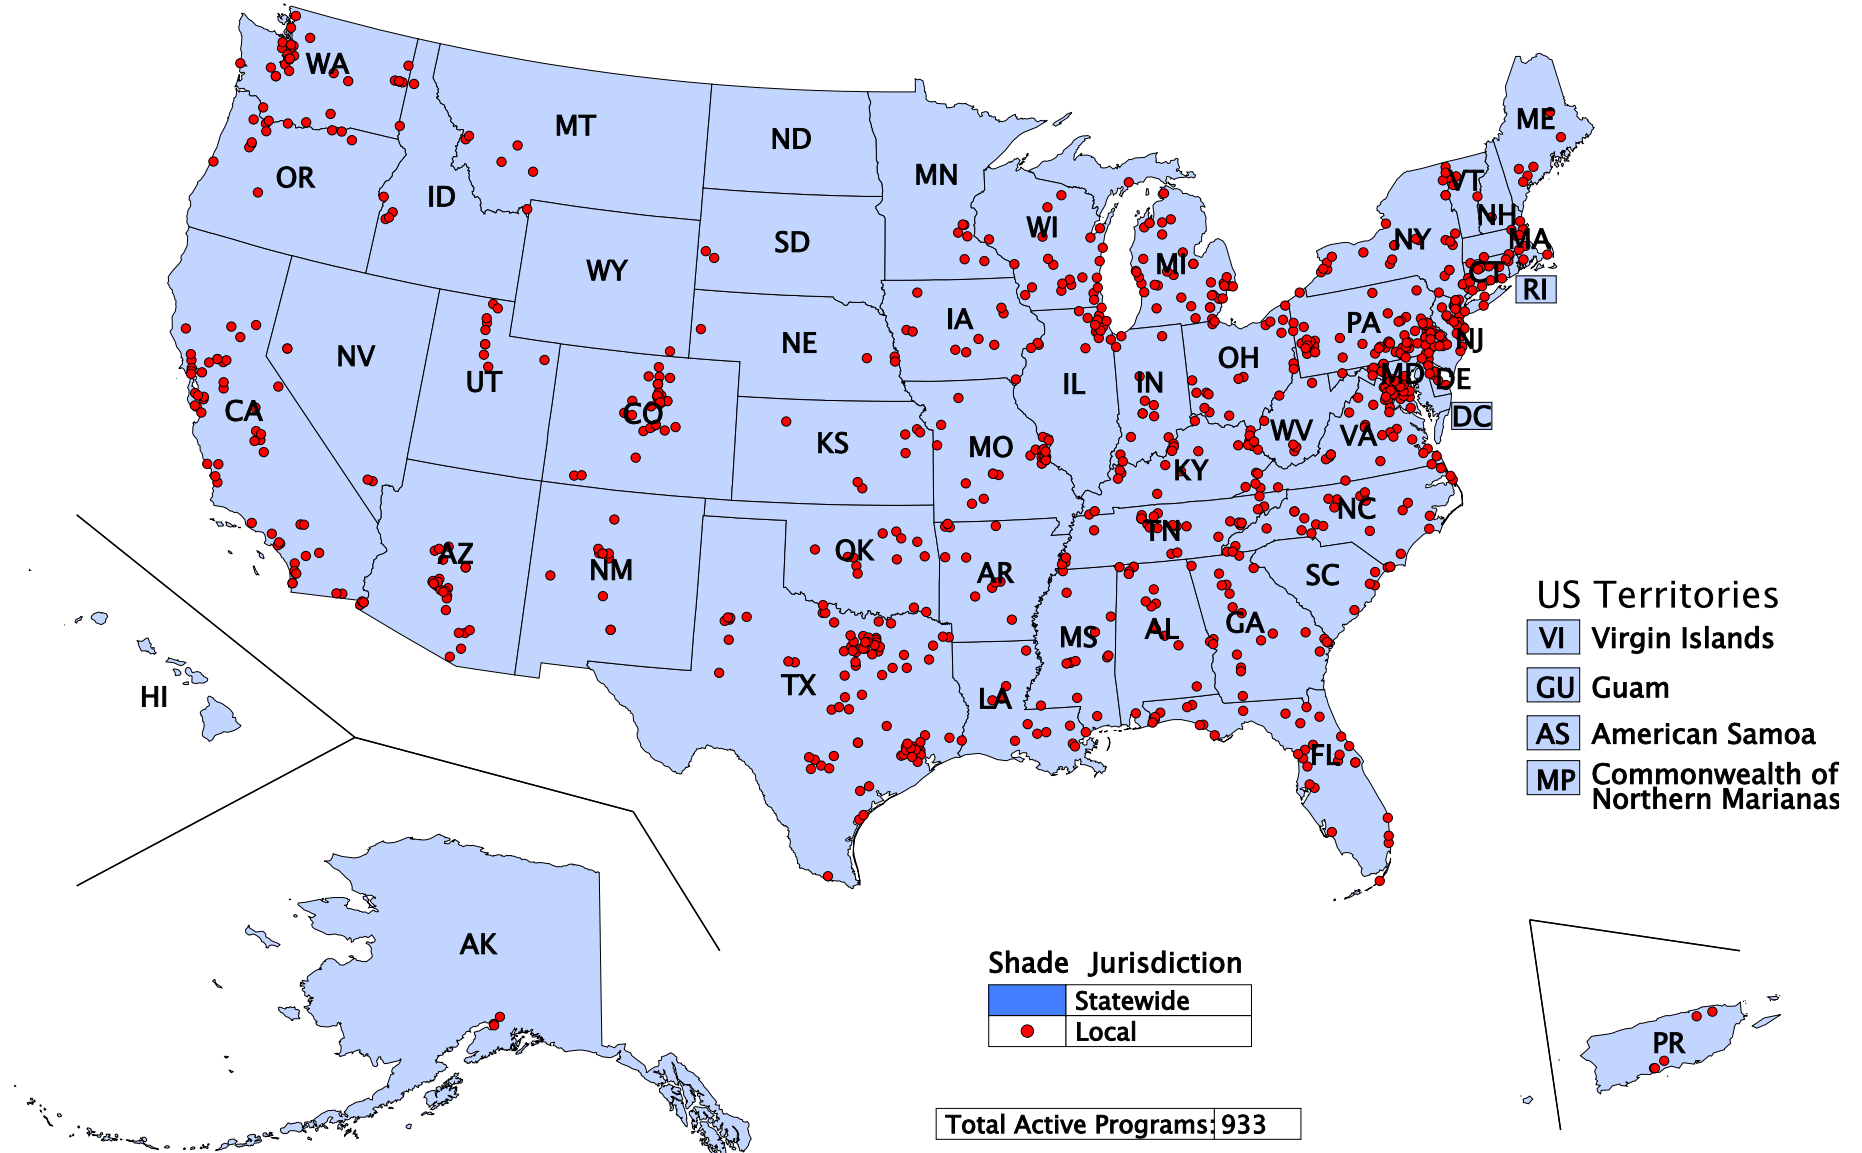 WA
MT
ND
MN
ME
OR
ID
WI
VT
NH
SD
MI
NY
MA
WY
CT
RI
IA
PA
NV
NE
OH
NJ
UT
IL
IN
MD
DE
CA
CO
KS
MO
WV
VA
DC
KY
NC
AZ
NM
OK
TN
AR
SC
MS
AL
GA
TX
LA
FL
HI
AK
PR
US Territories
VI Virgin Islands
GU Guam
AS American Samoa
MP Commonwealth of
Northern Marianas
Shade Jurisdiction
Statewide
Local
Total Active Programs: 933